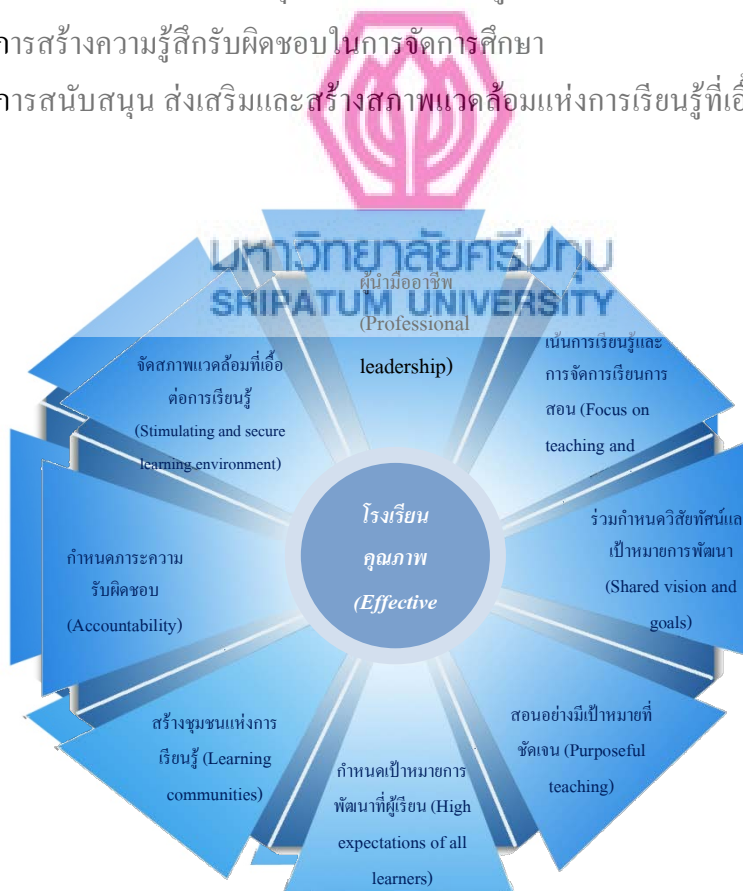 การสร้างความรู้สึกรับผิดชอบในการจัดการศึกษา
การสนับสนุน ส่งเสริมและสร้างสภาพแวดล้อมแห่งการเรียนรู้ที่เอื้
มหาวิทยาลัยศรีปทุม
SRIPATUM UNIVERSITY
ผู้นำมืออาชีพ
(Professional
leadership)
เน้นการเรียนรู้และ
การจัดการเรียนการ
สอน (Focus on
teaching and
ร่วมกำหนดวิสัยทัศน์แล
เป้าหมายการพัฒนา
(Shared vision and
goals)
สอนอย่างมีเป้าหมายที่
ชัดเจน (Purposeful
teaching)
กำหนดเป้าหมายการ
พัฒนาที่ผู้เรียน (High
expectations of all
learners)
สร้างชุมชนแห่งการ
เรียนรู้ (Learning
communities)
กำหนดภาระความ
รับผิดชอบ
(Accountability)
จัดสภาพแวดล้อมที่เอื้อ
ต่อการเรียนรู้
(Stimulating and secure
learning environment)
โรงเรียน
คุณภาพ
(Effective